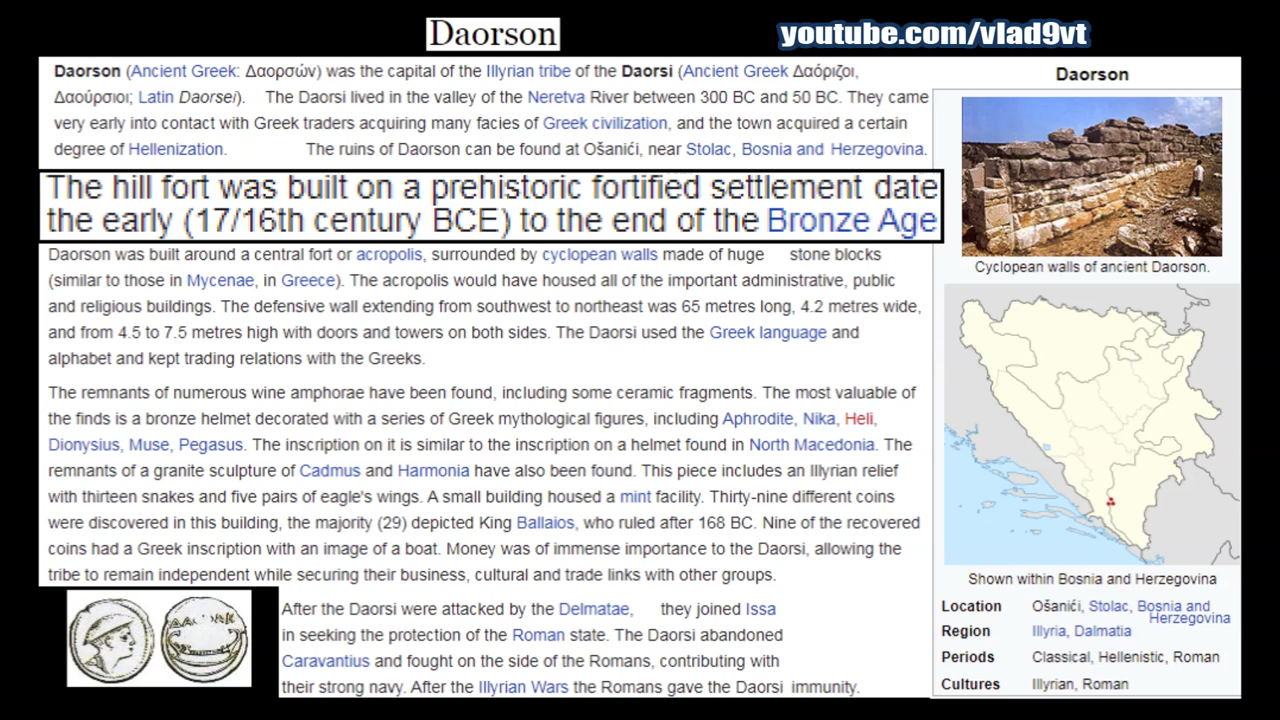 Daorson
youtube.com/vlad9vt
Daorson (Ancient Greek: Δαορσών) was the capital of the Illyrian tribe of the Daorsi (Ancient Greek Δαόριζοι,
Δαούρσιοι; Latin Daorsei). The Daorsi lived in the valley of the Neretva River between 300 BC and 50 BC. They came
very early into contact with Greek traders acquiring many facies of Greek civilization, and the town acquired a certain
degree of Hellenization. The ruins of Daorson can be found at Ošanići, near Stolac, Bosnia and Herzegovina.
The hill fort was built on a prehistoric fortified settlement date
the early (17/16th century BCE) to the end of the Bronze Age
Daorson was built around a central fort or acropolis, surrounded by cyclopean walls made of huge stone blocks
(similar to those in Mycenae, in Greece). The acropolis would have housed all of the important administrative, public
and religious buildings. The defensive wall extending from southwest to northeast was 65 metres long, 4.2 metres wide,
and from 4.5 to 7.5 metres high with doors and towers on both sides. The Daorsi used the Greek language and
alphabet and kept trading relations with the Greeks.
The remnants of numerous wine amphorae have been found, including some ceramic fragments. The most valuable of
the finds is a bronze helmet decorated with a series of Greek mythological figures, including Aphrodite, Nika, Heli,
Dionysius, Muse, Pegasus. The inscription on it is similar to the inscription on a helmet found in North Macedonia. The
remnants of a granite sculpture of Cadmus and Harmonia have also been found. This piece includes an Illyrian relief
with thirteen snakes and five pairs of eagle's wings. A small building housed a mint facility. Thirty-nine different coins
were discovered in this building, the majority (29) depicted King Ballaios, who ruled after 168 BC. Nine of the recovered
coins had a Greek inscription with an image of a boat. Money was of immense importance to the Daorsi, allowing the
tribe to remain independent while securing their business, cultural and trade links with other groups.
After the Daorsi were attacked by the Delmatae, they joined Issa
in seeking the protection of the Roman state. The Daorsi abandoned
Caravantius and fought on the side of the Romans, contributing with
their strong navy. After the Illyrian Wars the Romans gave the Daorsi immunity.
Daorson
Cyclopean walls of ancient Daorson.
Shown within Bosnia and Herzegovina
Location Ošanići, Stolac, Bosnia and
Herzegovina
Region Illyria, Dalmatia
Periods Classical, Hellenistic, Roman
Cultures Illyrian, Roman